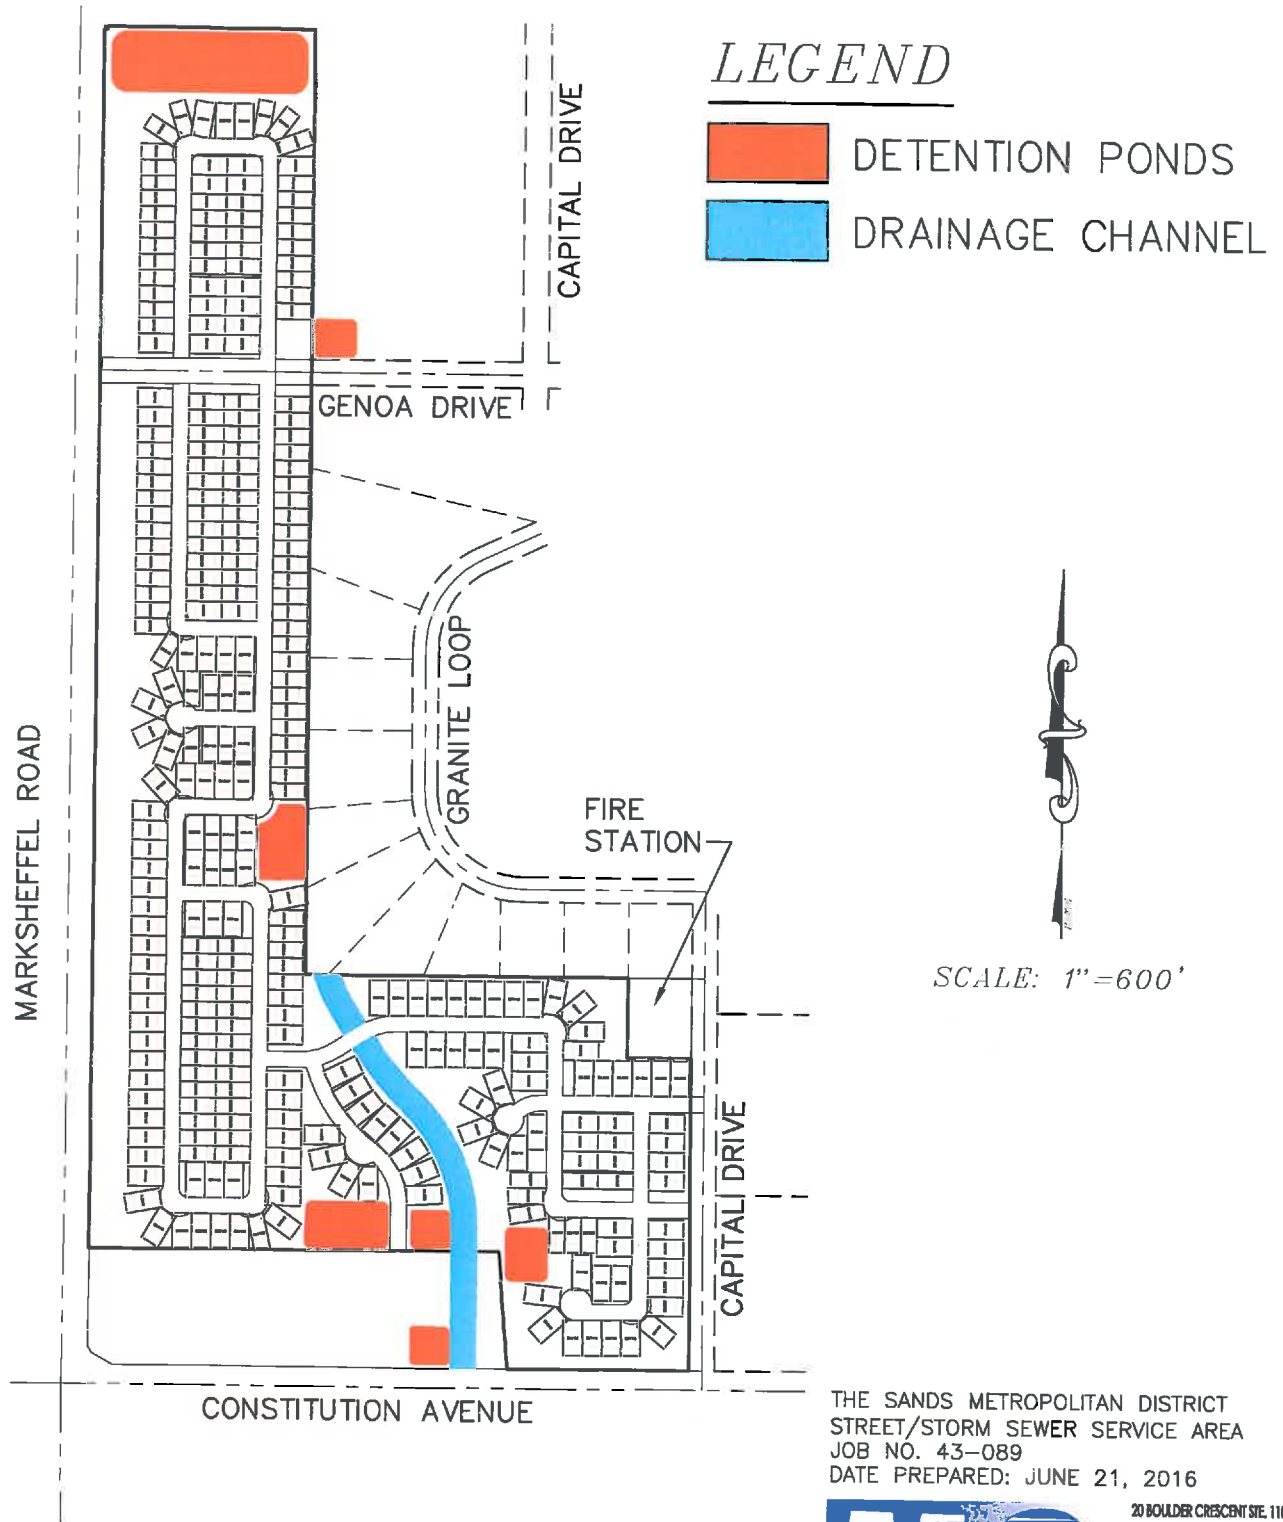 LEGEND
DETENTION PONDS
DRAINAGE CHANNEL
CAPITAL DRIVE
GENOA DRIVE
GRANITE LOOP
MARKSHEFFEL ROAD
FIRE
STATION
SCALE: 1"=600'
CAPITAL DRIVE
CONSTITUTION AVENUE
THE SANDS METROPOLITAN DISTRICT
STREET/STORM SEWER SERVICE AREA
JOB NO. 43-089
DATE PREPARED: JUNE 21, 2016
20 BOULDER CRESCENT STE, 11